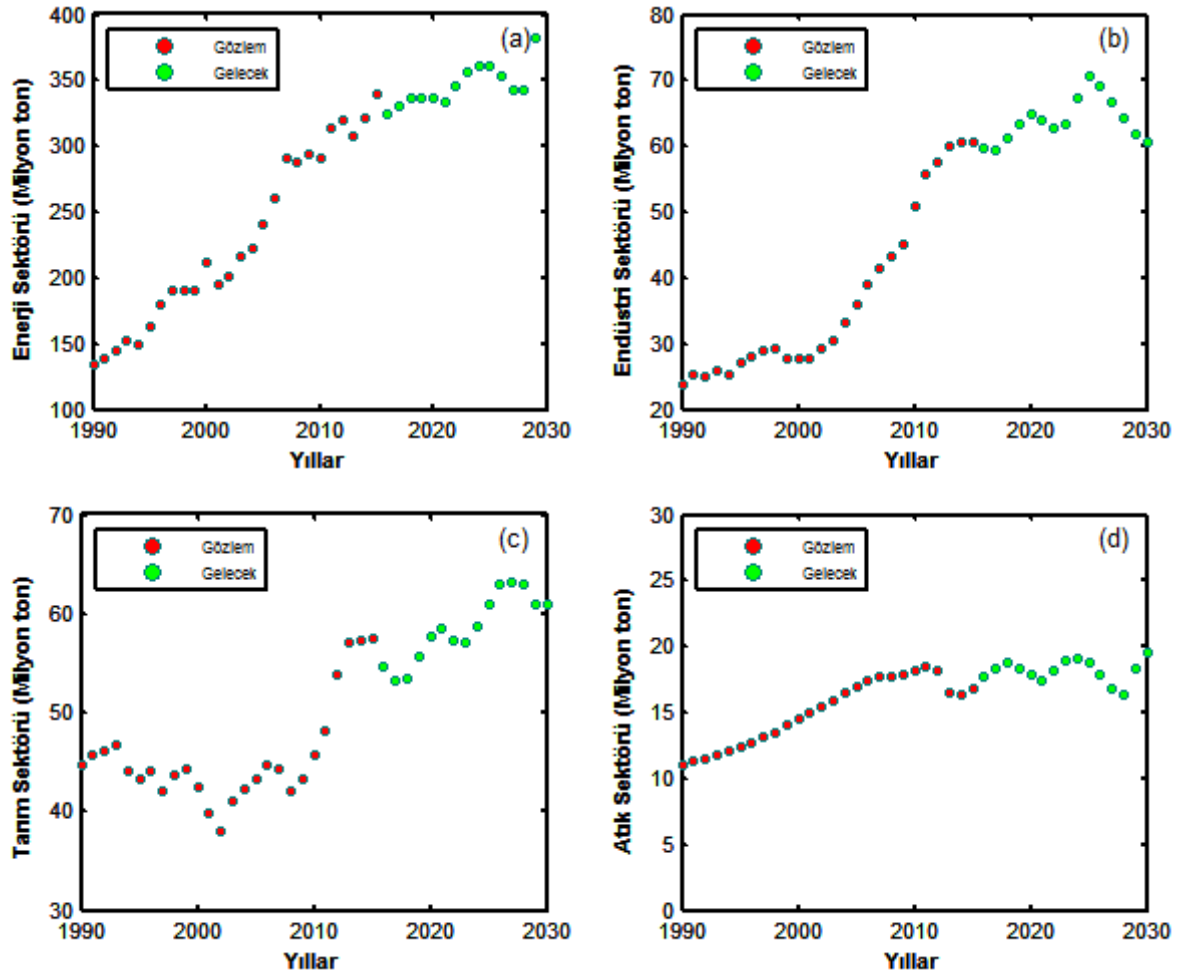 400
350
300
250
200
150
100
Enerji Sektörü (Milyon ton)
Gözlem
Gelecek
(a)
1990 2000 2010 2020 2030
Yıllar
80
70
60
50
40
30
20
Endüstri Sektörü (Milyon ton)
Gözlem
Gelecek
(b)
1990 2000 2010 2020 2030
Yıllar
70
60
50
40
30
Tarım Sektörü (Milyon ton)
Gözlem
Gelecek
(c)
1990 2000 2010 2020 2030
Yıllar
30
25
20
15
10
5
0
Atık Sektörü (Milyon ton)
Gözlem
Gelecek
(d)
1990 2000 2010 2020 2030
Yıllar